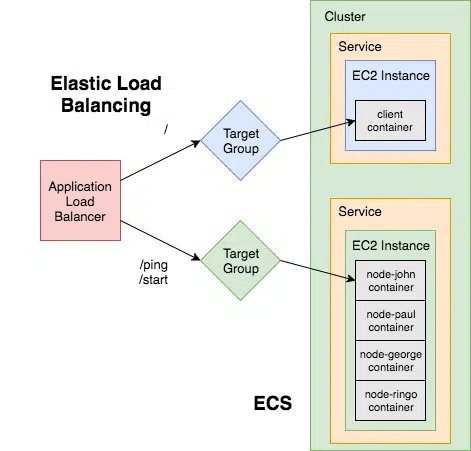 Cluster
Service
EC2 Instance
client
container
Elastic Load
Balancing
/
Target
Group
Application
Load
Balancer
/ping
/start
Target
Group
Service
EC2 Instance
node-john
container
node-paul
container
node-george
container
node-ringo
container
ECS